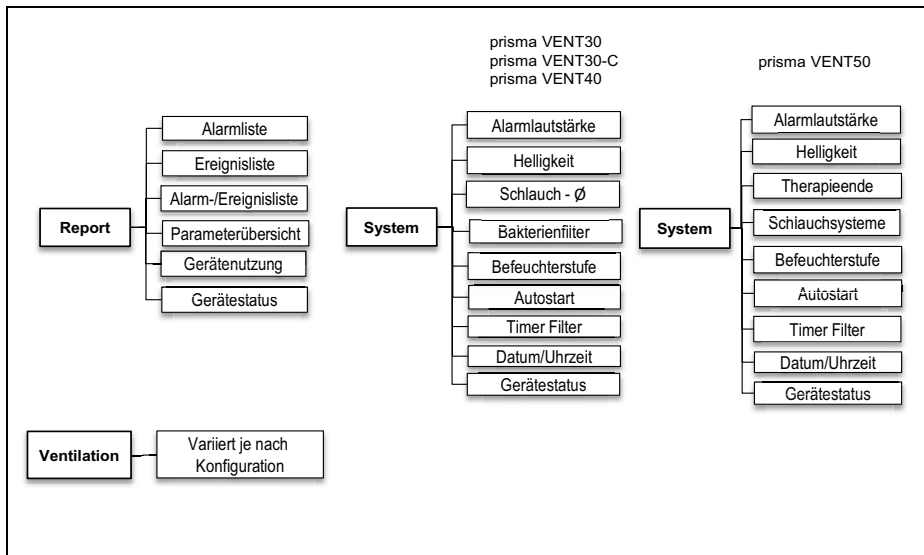 prisma VENT30
prisma VENT30-C
prisma VENT40
prisma VENT50
Report
Alarmliste
Ereignisliste
Alarm-/Ereignisliste
Parameterübersicht
Gerätenutzung
Gerätestatus
System
Alarmlautstärke
Helligkeit
Schlauch - Ø
Bakterienfilter
Befeuchterstufe
Autostart
Timer Filter
Datum/Uhrzeit
Gerätestatus
System
Alarmlautstärke
Helligkeit
Therapieende
Schlauchsysteme
Befeuchterstufe
Autostart
Timer Filter
Datum/Uhrzeit
Gerätestatus
Ventilation
Variiert je nach
Konfiguration